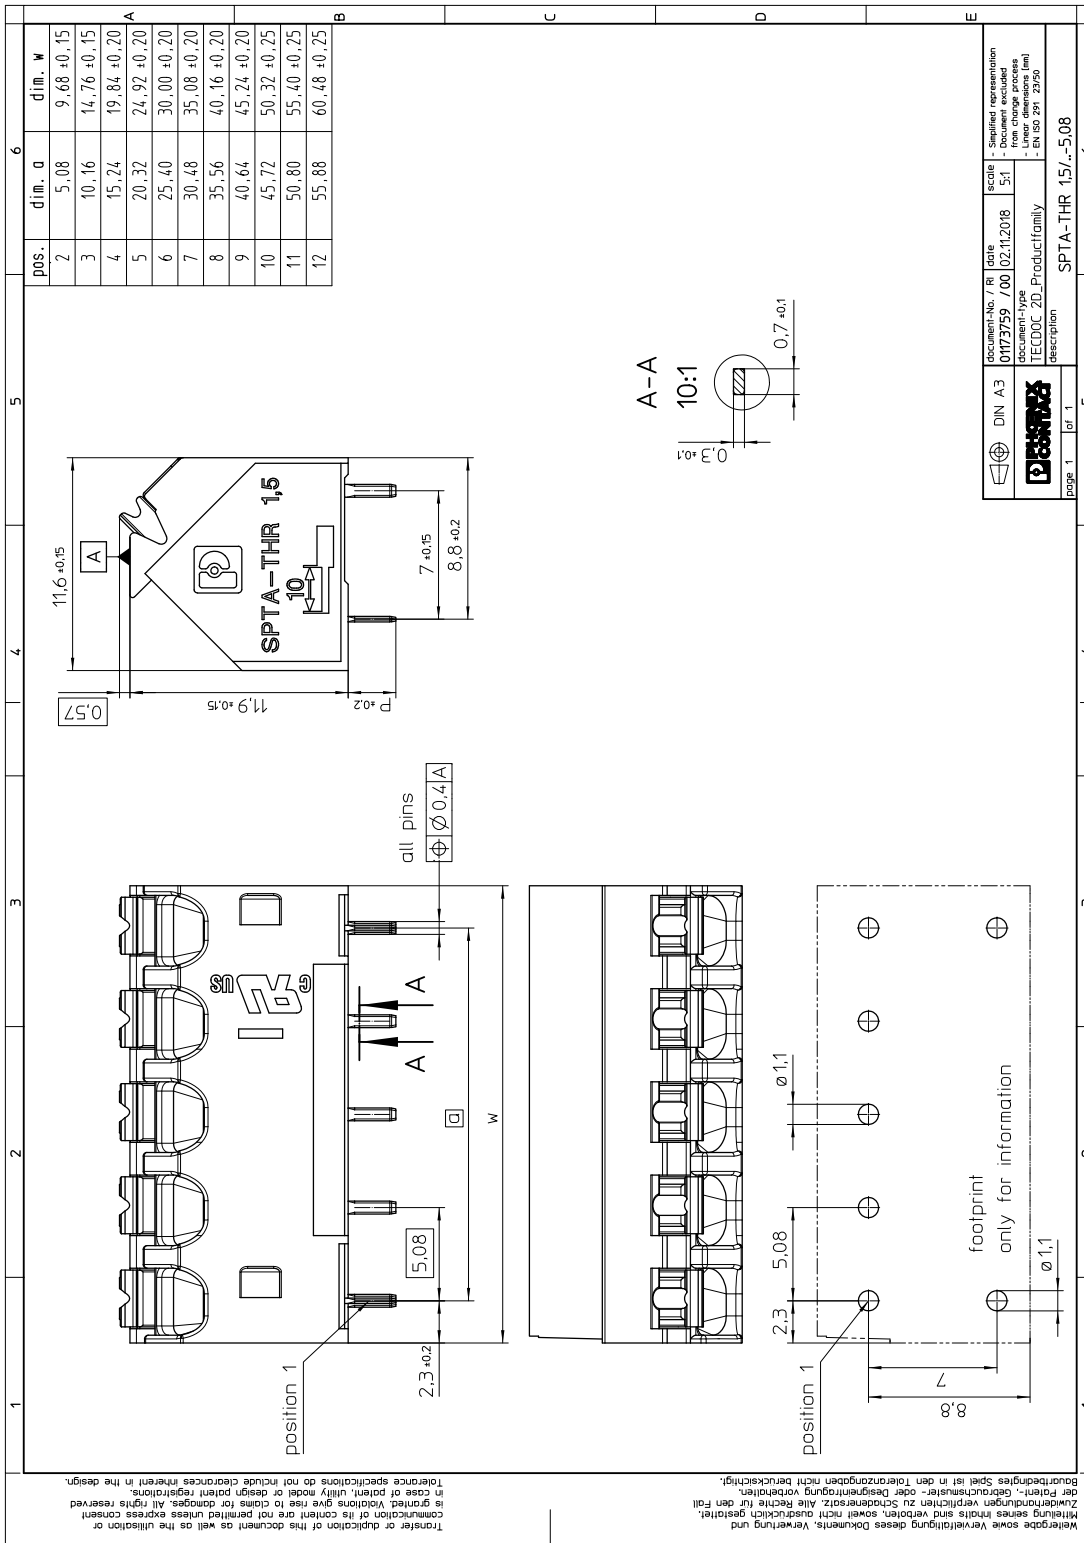 1
2
3
4
5
6
A
B
C
D
E
pos. dim. a dim. w
2 5,08 9,68 ±0,15
3 10,16 14,76 ±0,15
4 15,24 19,84 ±0,20
5 20,32 24,92 ±0,20
6 25,40 30,00 ±0,20
7 30,48 35,08 ±0,20
8 35,56 40,16 ±0,20
9 40,64 45,24 ±0,20
10 45,72 50,32 ±0,25
11 50,80 55,40 ±0,25
12 55,88 60,48 ±0,25
11,6 ±0,15
A
0,57
11,9 ±0,15
P ±0,2
SPTA-THR 1,5
10
7 ±0,15
8,8 ±0,2
A-A
10:1
0,3 ±0,1
0,7 ±0,1
all pins
⌖ Ø 0,4 A
c US
A
A
a
w
5,08
2,3 ±0,2
position 1
position 1
2,3
5,08
ø1,1
ø1,1
7
8,8
footprint
only for information
DIN A3
PHOENIX
CONTACT
page 1 of 1
document-No. / RI
01173759 / 00
date
02.11.2018
scale
5:1
- Simplified representation
- Document excluded
from change process
- Linear dimensions [mm]
- EN ISO 291 23/50
document-type
TECDOC 2D_Productfamily
description
SPTA-THR 1,5/..-5,08
Transfer or duplication of this document as well as the utilisation or
communication of its content are not permitted unless express consent
is granted. Violations give rise to claims for damages. All rights reserved
in case of patent, utility model or design patent registrations.
Tolerance specifications do not include clearances inherent in the design.
Weitergabe sowie Vervielfältigung dieses Dokuments, Verwertung und
Mitteilung seines Inhalts sind verboten, soweit nicht ausdrücklich gestattet.
Zuwiderhandlungen verpflichten zu Schadenersatz. Alle Rechte für den Fall
der Patent-, Gebrauchsmuster- oder Designeintragung vorbehalten.
Bauartbedingtes Spiel ist in den Toleranzangaben nicht berücksichtigt.